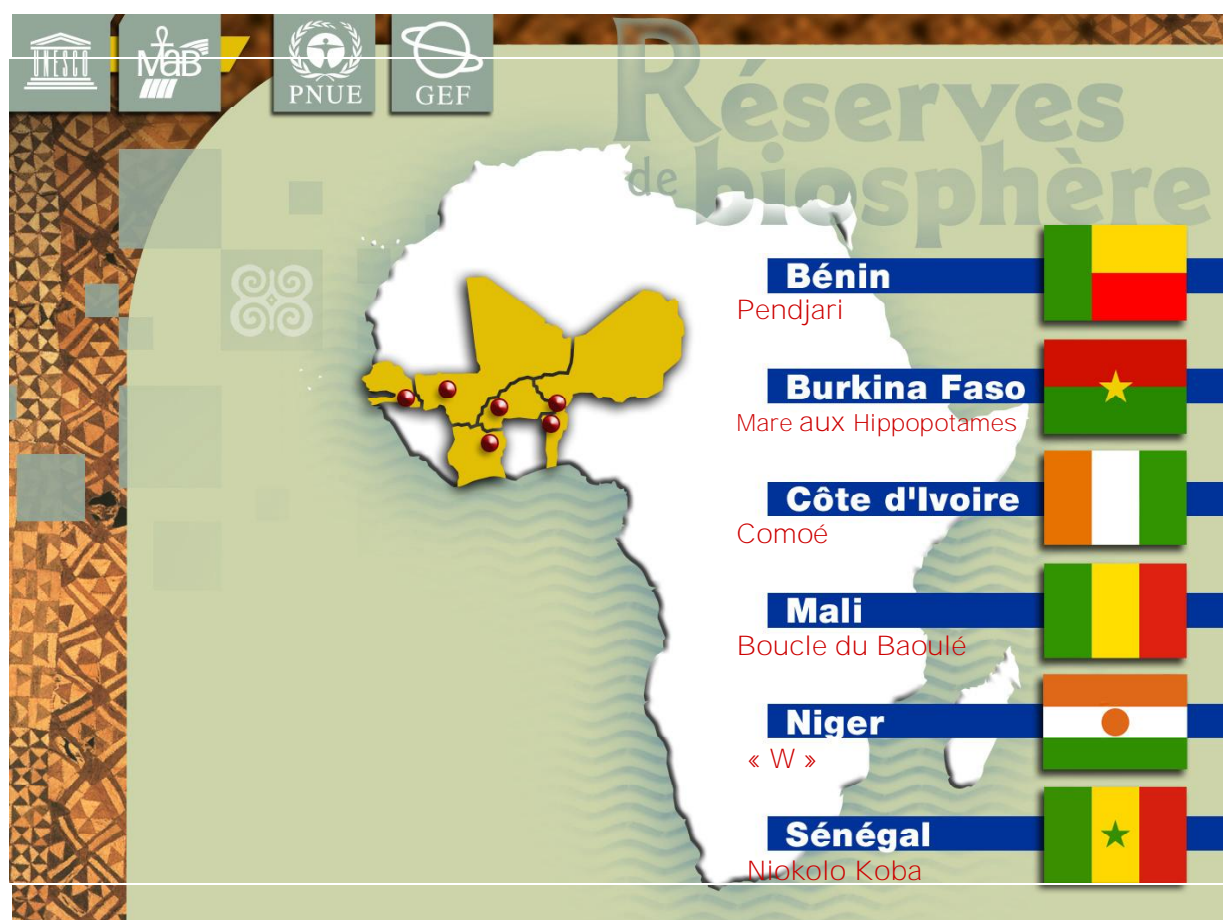 UNESCO
MaB
PNUE
GEF
Réserves
de biosphère
Bénin
Pendjari
Burkina Faso
Mare aux Hippopotames
Côte d'Ivoire
Comoé
Mali
Boucle du Baoulé
Niger
« W »
Sénégal
Niokolo Koba